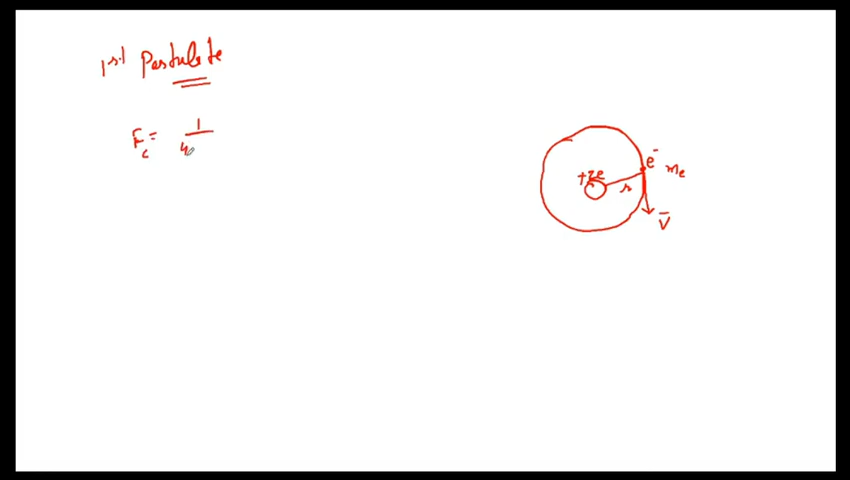 1st Postulate
Fc = 1/4
+ze
e- me
r
V̄